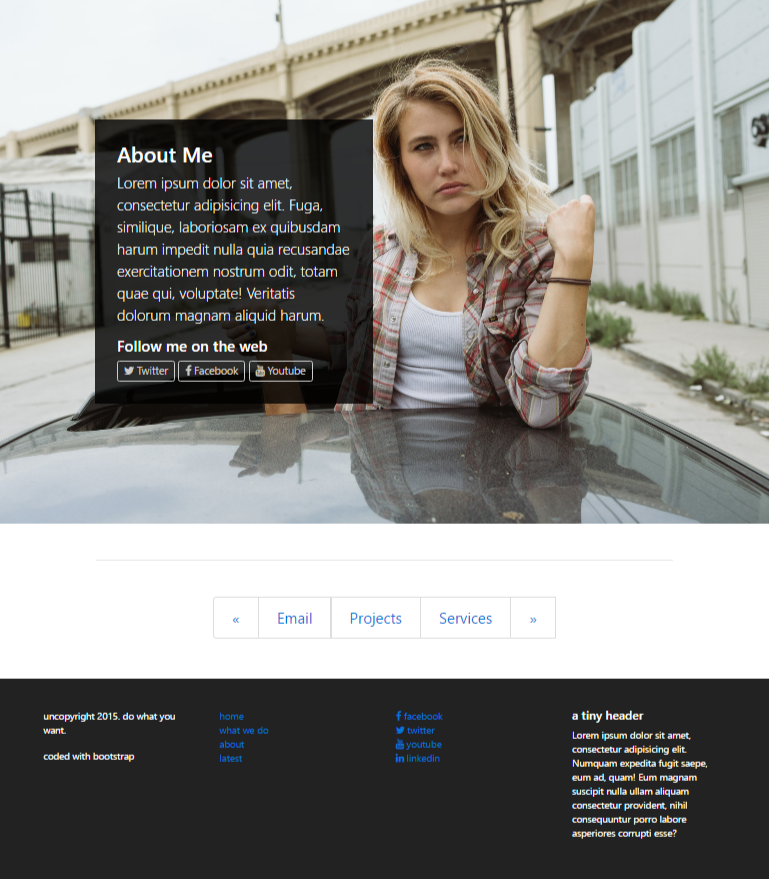 About Me
Lorem ipsum dolor sit amet,
consectetur adipisicing elit. Fuga,
similique, laboriosam ex quibusdam
harum impedit nulla quia recusandae
exercitationem nostrum odit, totam
quae qui, voluptate! Veritatis
dolorum magnam aliquid harum.
Follow me on the web
Twitter Facebook Youtube
« Email Projects Services »
uncopyright 2015. do what you
want.
coded with bootstrap
home
what we do
about
latest
facebook
twitter
youtube
linkedin
a tiny header
Lorem ipsum dolor sit amet,
consectetur adipisicing elit.
Numquam expedita fugit saepe,
eum ad, quam! Eum magnam
suscipit nulla ullam aliquam
consectetur provident, nihil
consequuntur porro labore
asperiores corrupti esse?